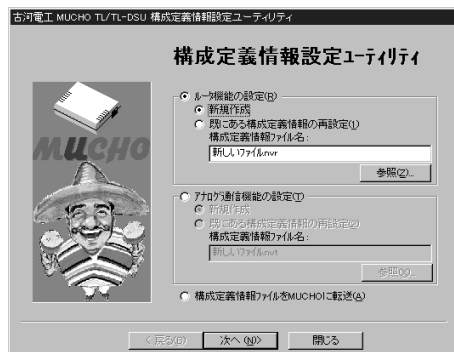 古河電工 MUCHO TL/TL-DSU 構成定義情報設定ユーティリティ
構成定義情報設定ユーティリティ
MUCHO
ルータ機能の設定(R)
新規作成
既にある構成定義情報の再設定(1)
構成定義情報ファイル名:
新しいファイル.nvr
参照(Z)...
アナログ通信機能の設定(T)
新規作成
既にある構成定義情報の再設定(2)
構成定義情報ファイル名:
新しいファイル.nvt
参照(X)...
構成定義情報ファイルをMUCHOに転送(A)
< 戻る(B)
次へ (N)>
閉じる